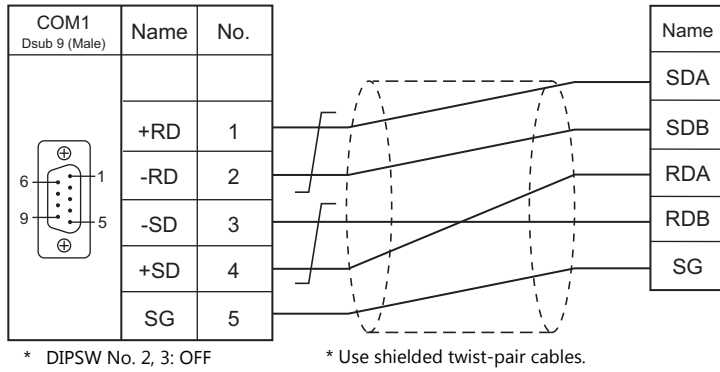 COM1
Dsub 9 (Male)
Name
No.
Name
SDA
+RD 1
SDB
-RD 2
RDA
6
1
9
5
-SD 3
RDB
+SD 4
SG
SG 5
* DIPSW No. 2, 3: OFF
* Use shielded twist-pair cables.